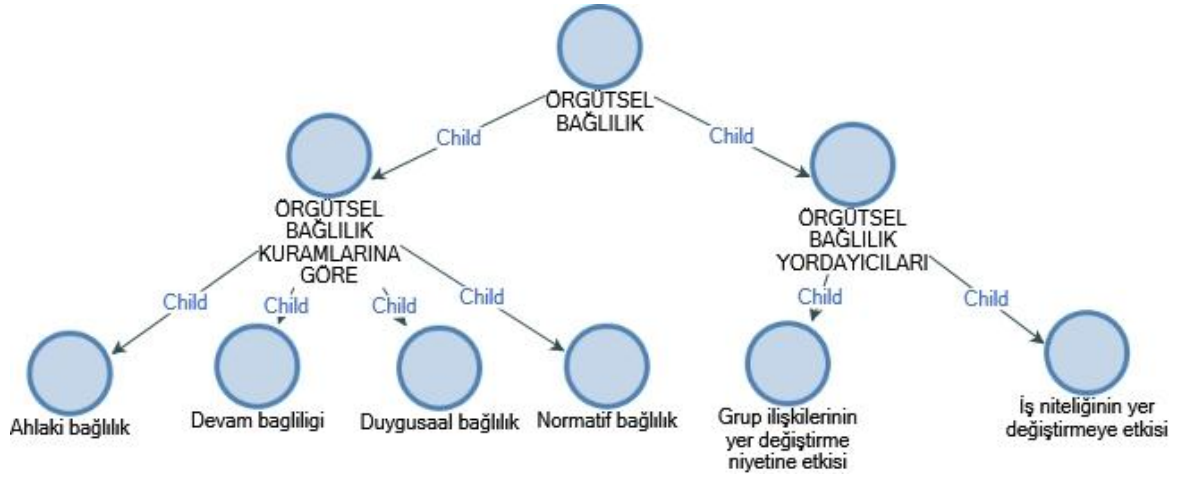 ÖRGÜTSEL
BAĞLILIK
Child
Child
ÖRGÜTSEL
BAĞLILIK
KURAMLARINA
GÖRE
ÖRGÜTSEL
BAĞLILIK
YORDAYICILARI
Child
Child
Child
Child
Child
Child
Ahlaki bağlılık
Devam bagliligi
Duygusaal bağlılık
Normatif bağlılık
Grup ilişkilerinin
yer değiştirme
niyetine etkisi
İş niteliğinin yer
değiştirmeye etkisi